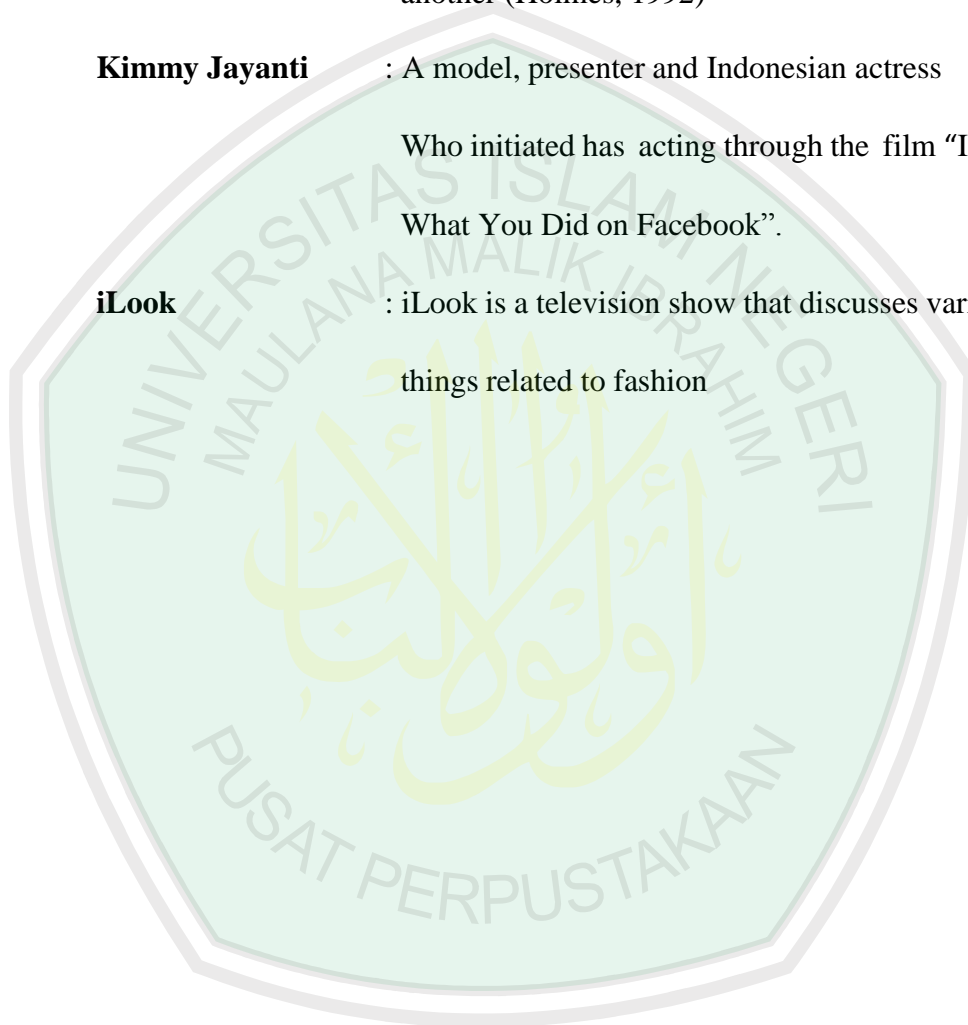 another (Holmes, 1992)
Kimmy Jayanti : A model, presenter and Indonesian actress
Who initiated has acting through the film “I
What You Did on Facebook”.
iLook : iLook is a television show that discusses vari
things related to fashion
UNIVERSITAS ISLAM NEGERI
MAULANA MALIK IBRAHIM
PUSAT PERPUSTAKAAN